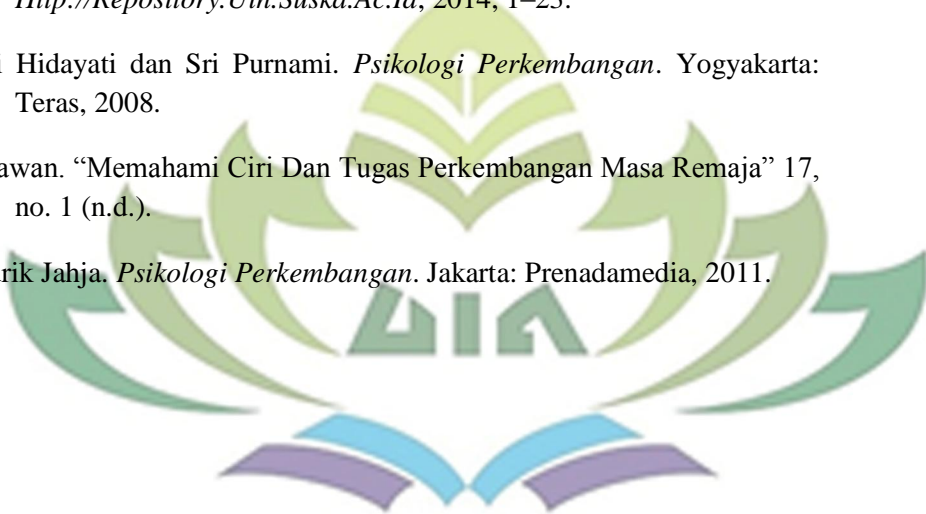 Http://Repository.Uin.Suska.Ac.Id, 2014, 1–23.
Hidayati dan Sri Purnami. Psikologi Perkembangan. Yogyakarta:
Teras, 2008.
awan. “Memahami Ciri Dan Tugas Perkembangan Masa Remaja” 17,
no. 1 (n.d.).
rik Jahja. Psikologi Perkembangan. Jakarta: Prenadamedia, 2011.
UIN